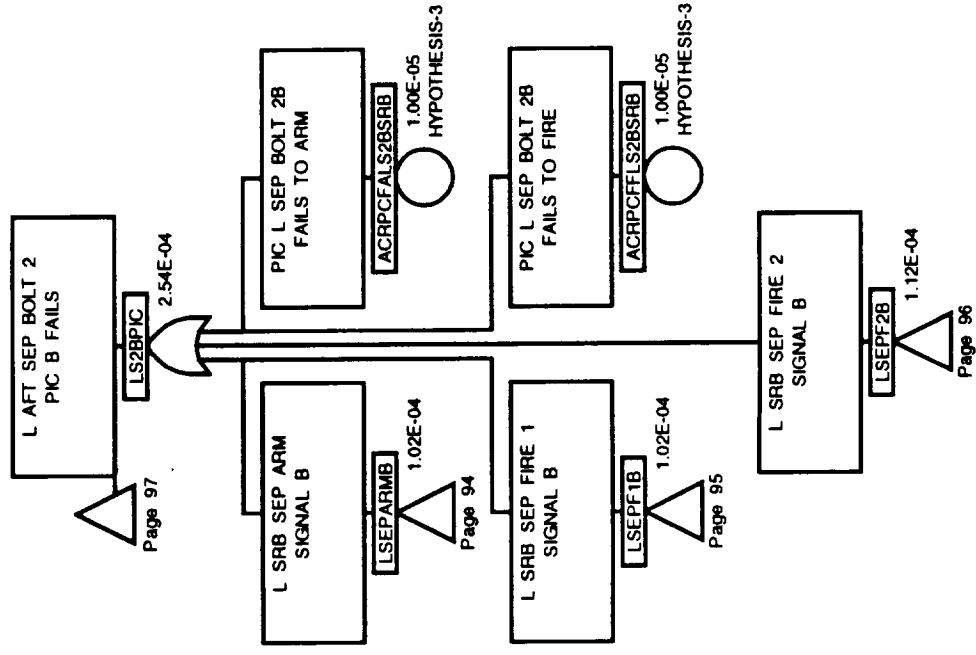 L AFT SEP BOLT 2
PIC B FAILS
LS2BPIC
2.54E-04
Page 97
L SRB SEP ARM
SIGNAL B
LSEPARMB
1.02E-04
Page 94
PIC L SEP BOLT 2B
FAILS TO ARM
ACRPCFALS2BSRB
1.00E-05
HYPOTHESIS-3
L SRB SEP FIRE 1
SIGNAL B
LLSEPF1B
1.02E-04
Page 95
PIC L SEP BOLT 2B
FAILS TO FIRE
ACRPCFFLS2BSRB
1.00E-05
HYPOTHESIS-3
L SRB SEP FIRE 2
SIGNAL B
LSEPF2B
1.12E-04
Page 96